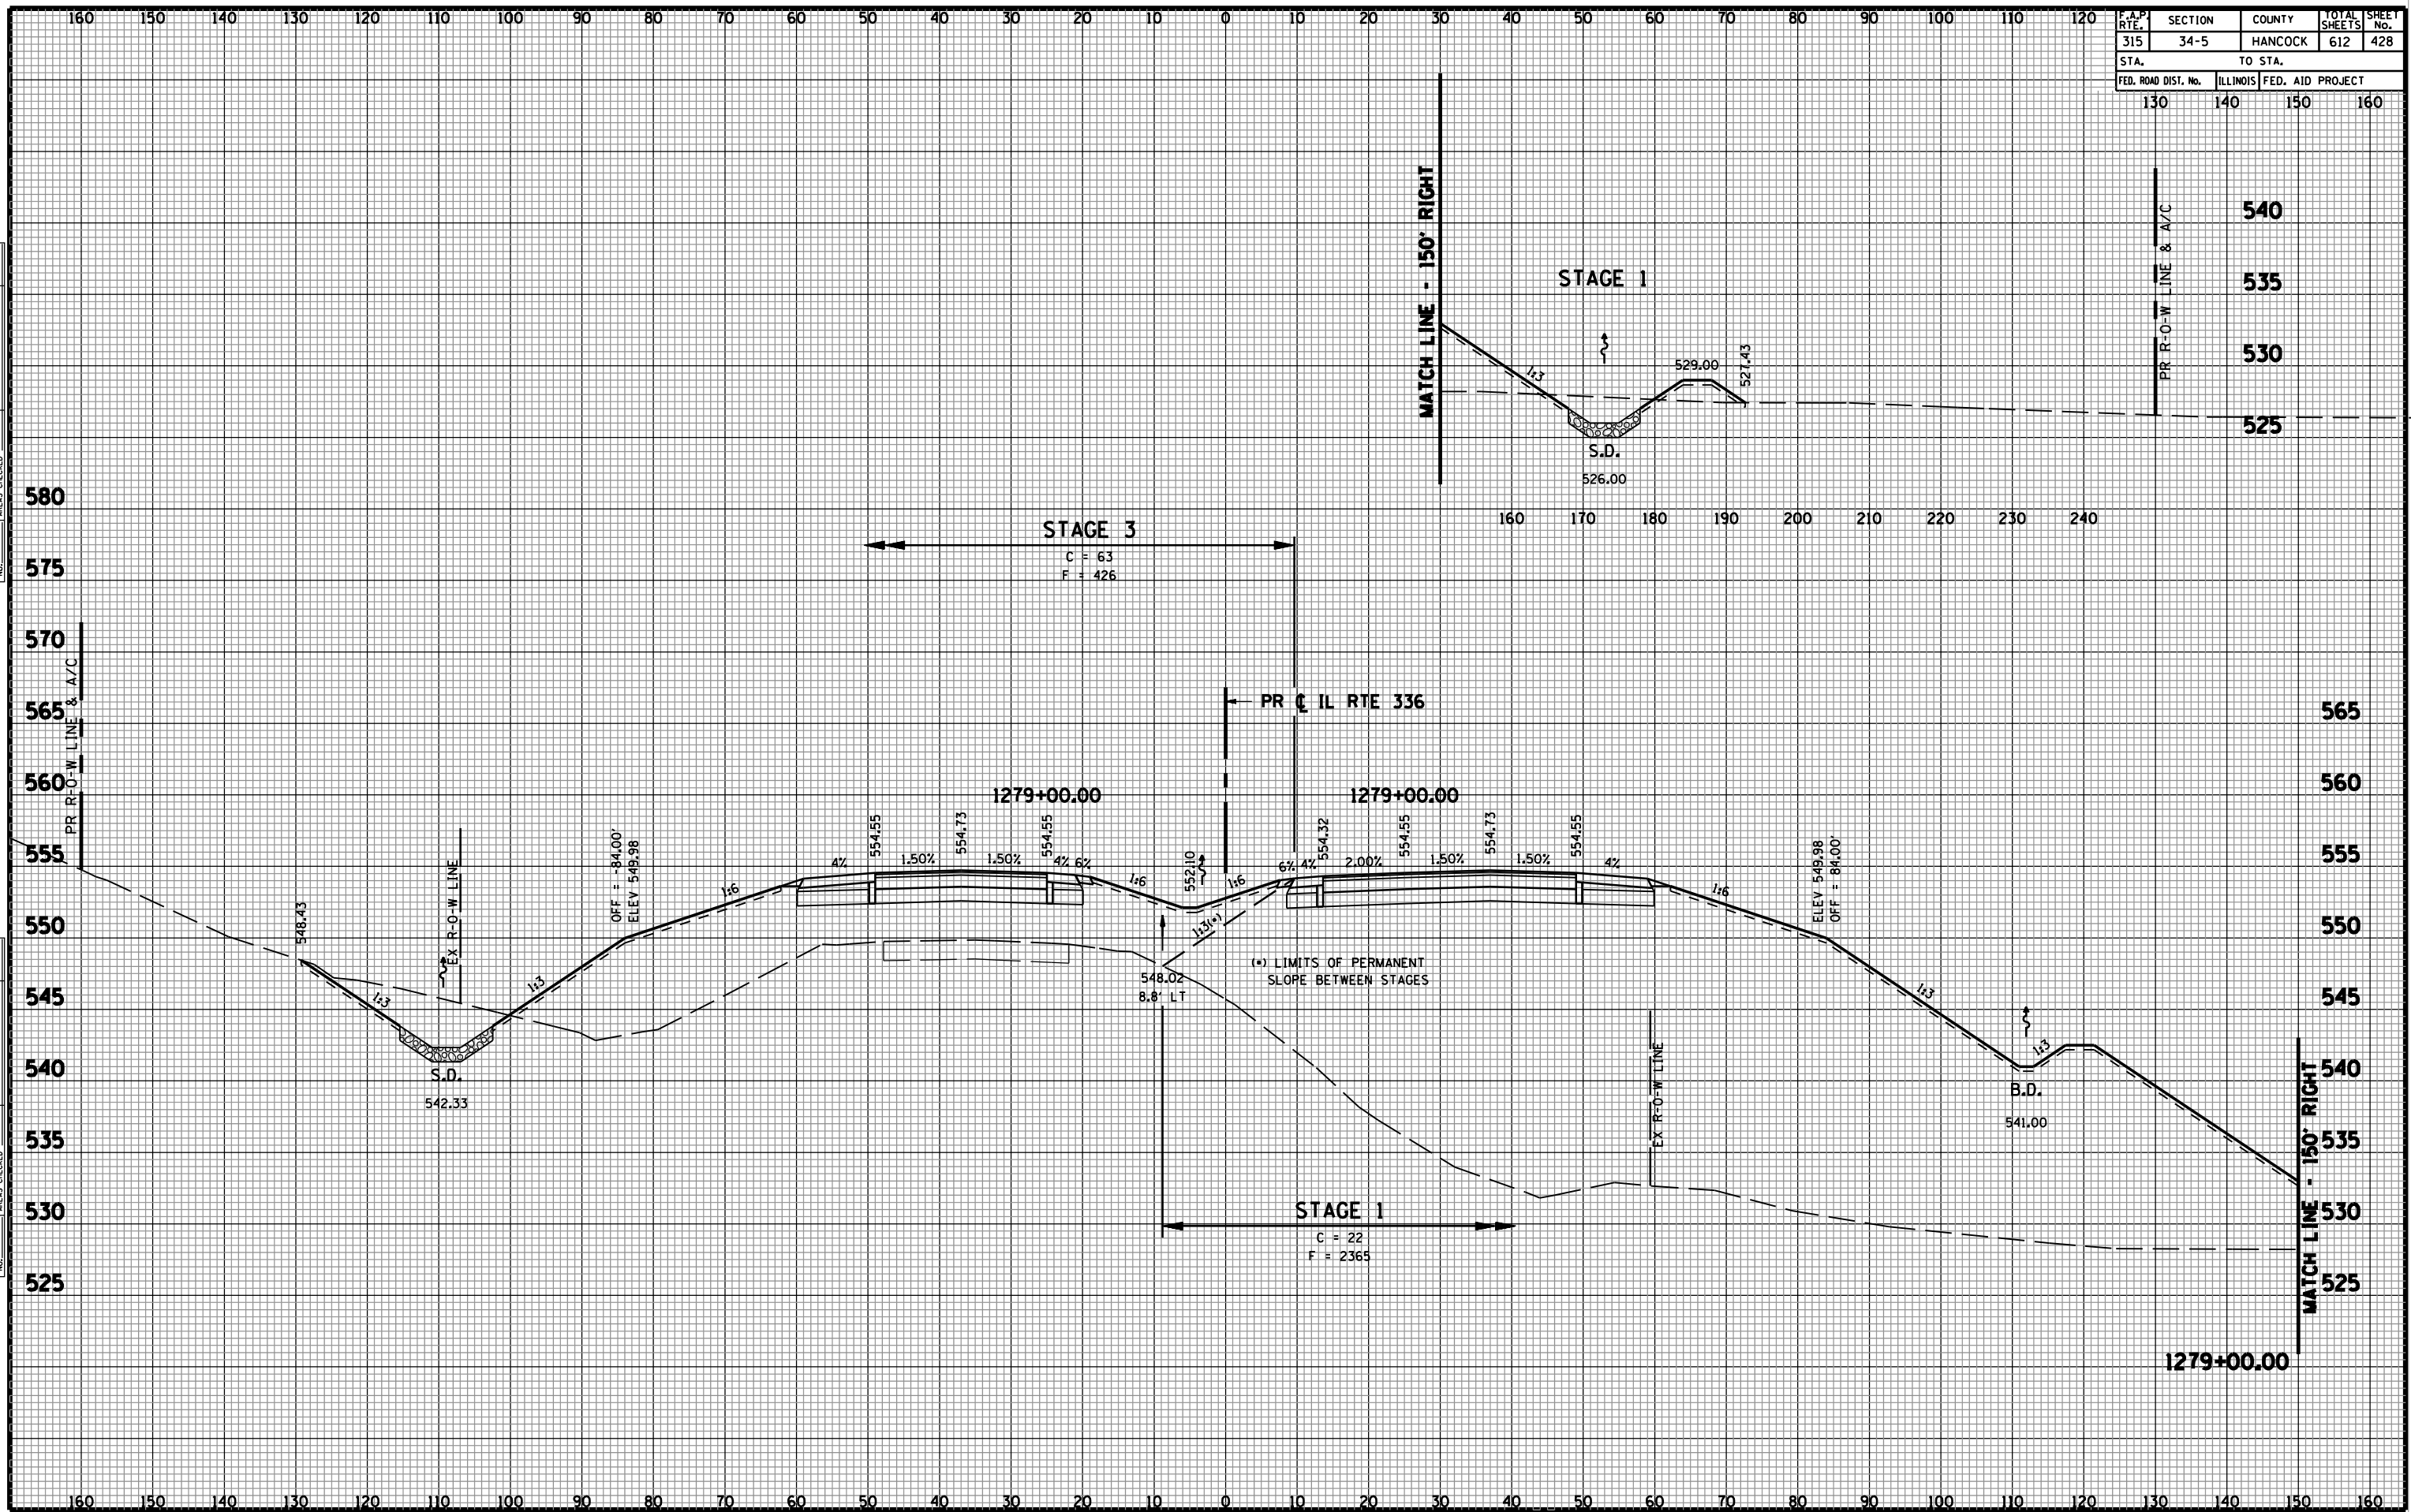 160 150 140 130 120 110 100 90 80 70 60 50 40 30 20 10 0 10 20 30 40 50 60 70 80 90 100 110 120
F.A.P. RTE. SECTION COUNTY TOTAL SHEETS SHEET No.
315 34-5 HANCOCK 612 428
STA. TO STA.
FED. ROAD DIST. No. ILLINOIS FED. AID PROJECT
130 140 150 160
MATCH LINE - 150' RIGHT
STAGE 1
1:3
529.00
527.43
S.D.
526.00
PR R-O-W LINE & A/C
540
535
530
525
160 170 180 190 200 210 220 230 240
580
575
570
565
560
555
550
545
540
535
530
525
STAGE 3
C = 63
F = 426
PR R-O-W LINE & A/C
PR ℄ IL RTE 336
1279+00.00
1279+00.00
548.43
1:3
EX R-O-W LINE
S.D.
542.33
1:3
OFF = -84.00'
ELEV 549.98
1:6
4%
554.55
1.50%
554.73
1.50%
554.55
4% 6%
1:6
552.10
1:6
1:3(*)
6% 4%
554.32
2.00%
554.55
1.50%
554.73
1.50%
554.55
4%
1:6
ELEV 549.98
OFF = 84.00'
548.02
8.8' LT
(*) LIMITS OF PERMANENT
SLOPE BETWEEN STAGES
EX R-O-W LINE
1:3
1:3
B.D.
541.00
STAGE 1
C = 22
F = 2365
565
560
555
550
545
540
535
530
525
MATCH LINE - 150' RIGHT
1279+00.00
160 150 140 130 120 110 100 90 80 70 60 50 40 30 20 10 0 10 20 30 40 50 60 70 80 90 100 110 120 130 140 150 160